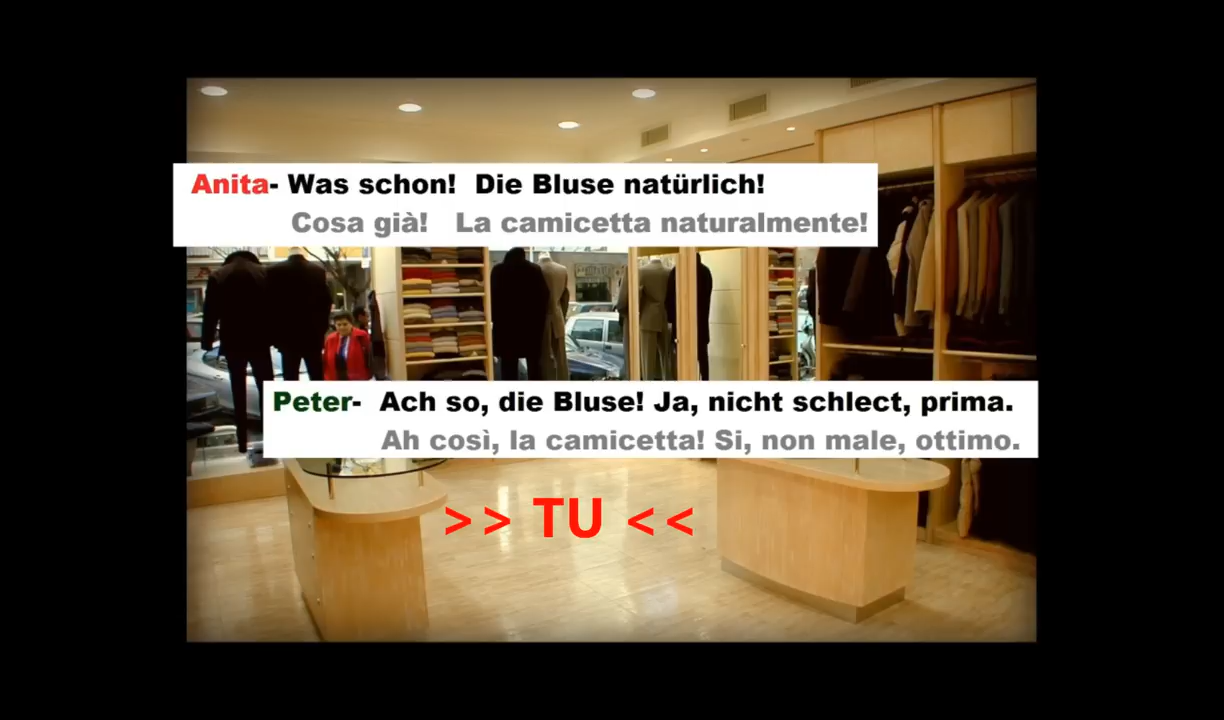 Anita- Was schon! Die Bluse natürlich!
Cosa già! La camicetta naturalmente!
Peter- Ach so, die Bluse! Ja, nicht schlect, prima.
Ah così, la camicetta! Si, non male, ottimo.
>> TU <<